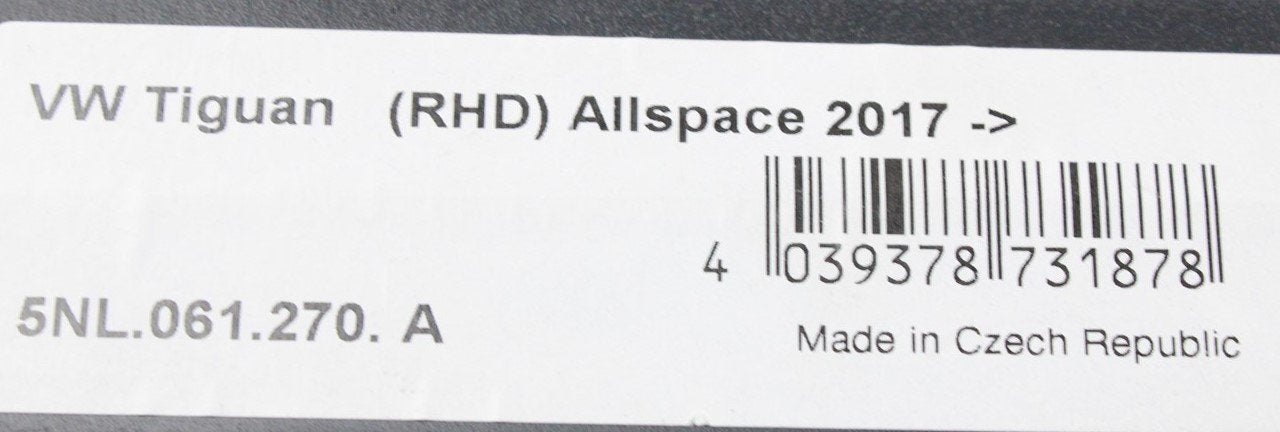 VW Tiguan (RHD) Allspace 2017 ->
4 039378 731878
5NL.061.270. A
Made in Czech Republic